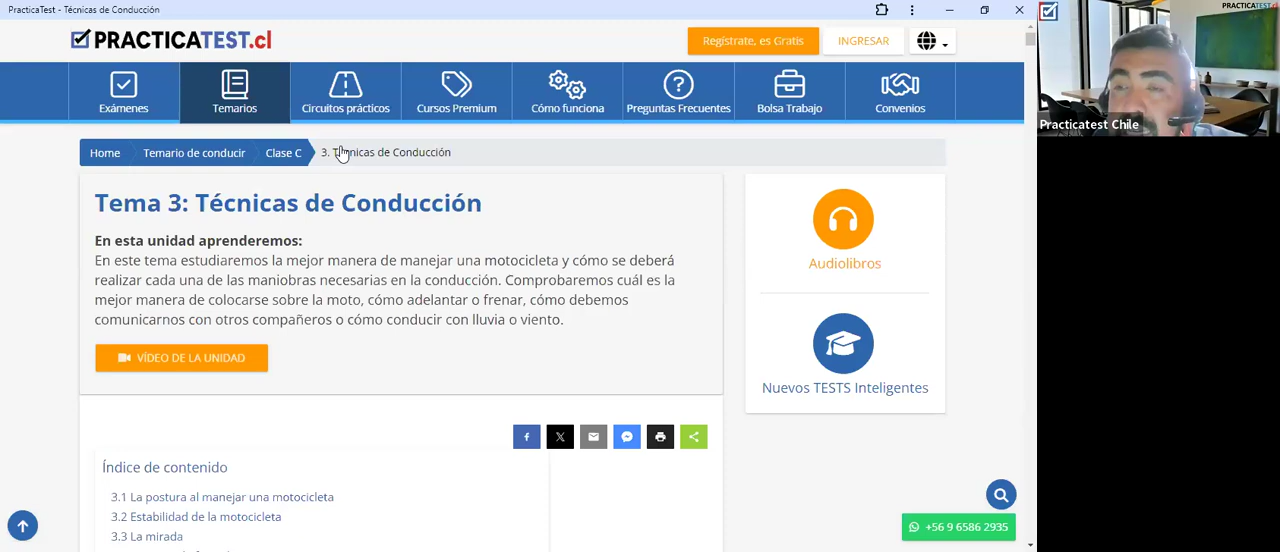 PracticaTest - Técnicas de Conducción
PRACTICATEST.cl
Regístrate, es Gratis
INGRESAR
Exámenes
Temarios
Circuitos prácticos
Cursos Premium
Cómo funciona
Preguntas Frecuentes
Bolsa Trabajo
Convenios
Home
Temario de conducir
Clase C
3. Técnicas de Conducción
Tema 3: Técnicas de Conducción
En esta unidad aprenderemos:
En este tema estudiaremos la mejor manera de manejar una motocicleta y cómo se deberá
realizar cada una de las maniobras necesarias en la conducción. Comprobaremos cuál es la
mejor manera de colocarse sobre la moto, cómo adelantar o frenar, cómo debemos
comunicarnos con otros compañeros o cómo conducir con lluvia o viento.
VÍDEO DE LA UNIDAD
Audiolibros
Nuevos TESTS Inteligentes
Índice de contenido
3.1 La postura al manejar una motocicleta
3.2 Estabilidad de la motocicleta
3.3 La mirada
+56 9 6586 2935
PRACTICATEST.cl
Practicatest Chile